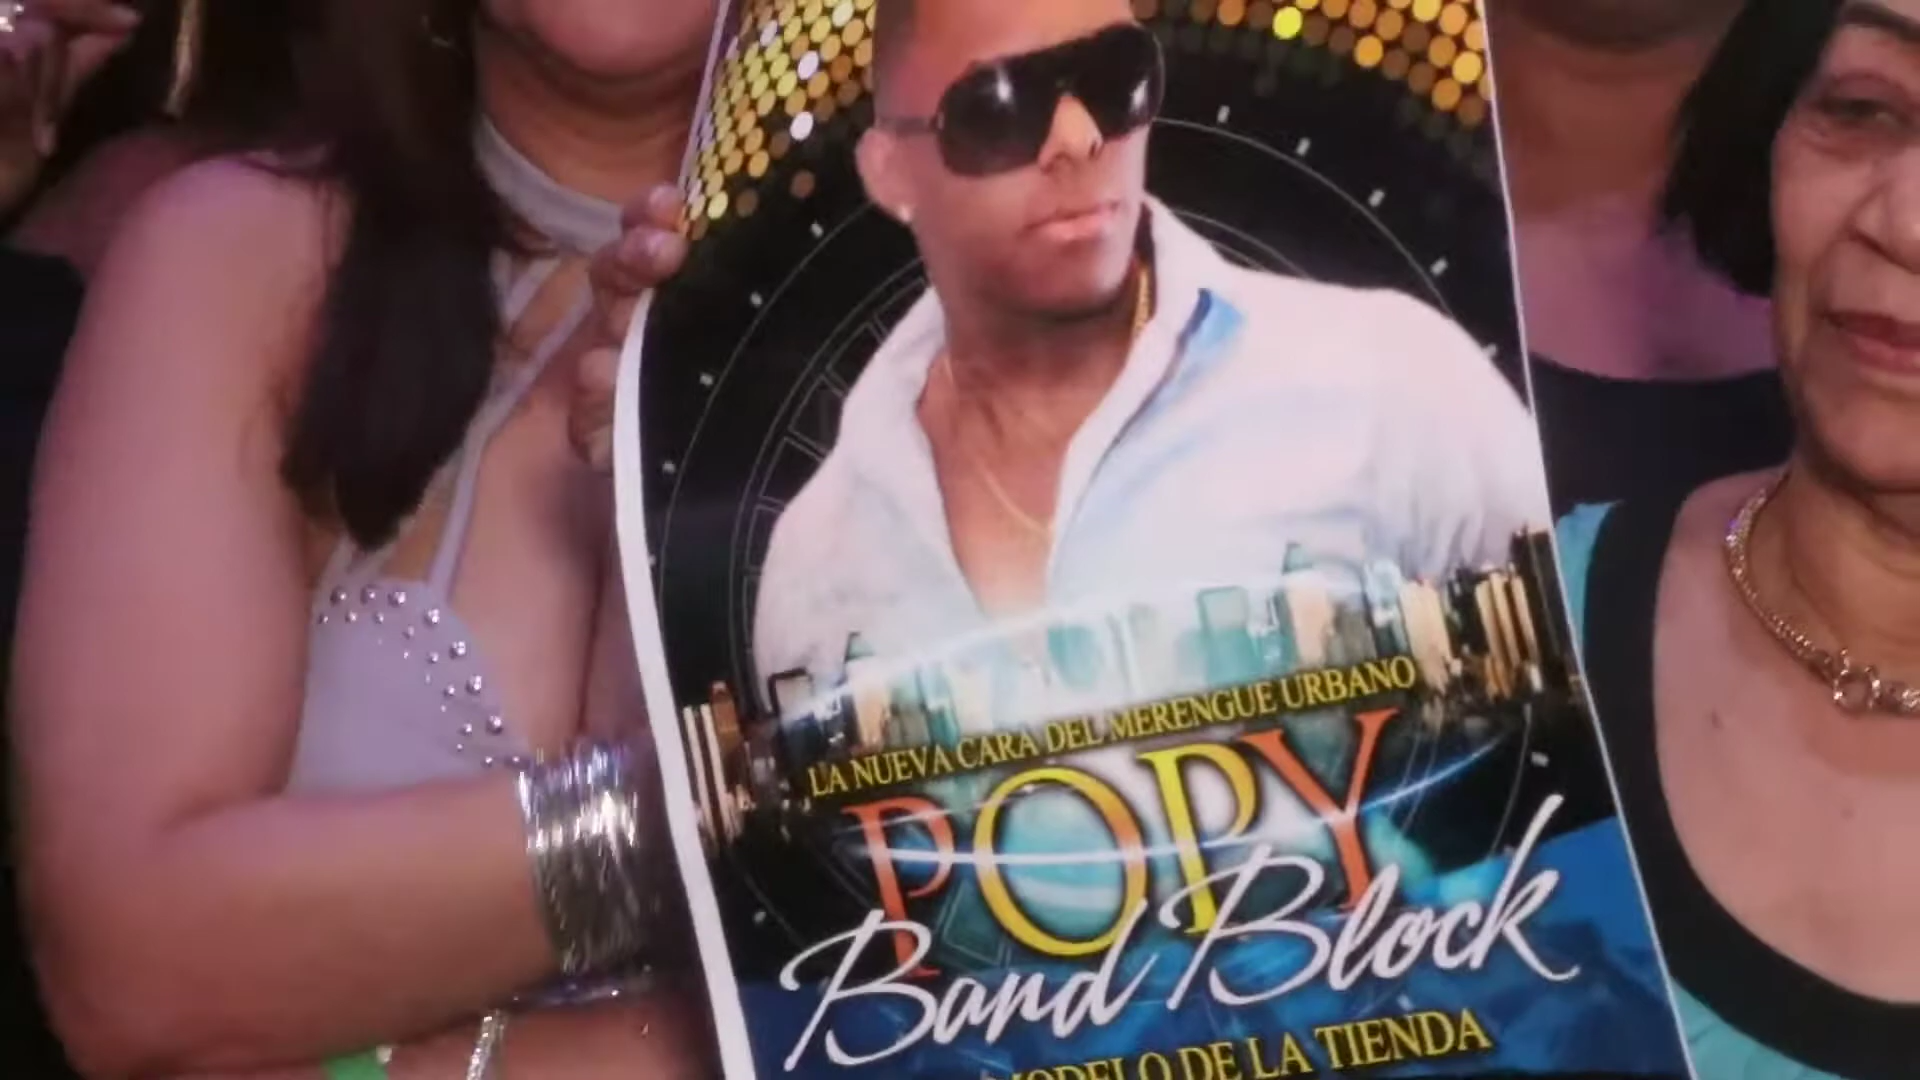 LA NUEVA CARA DEL MERENGUE URBANO
POPY
Band Block
MODELO DE LA TIENDA